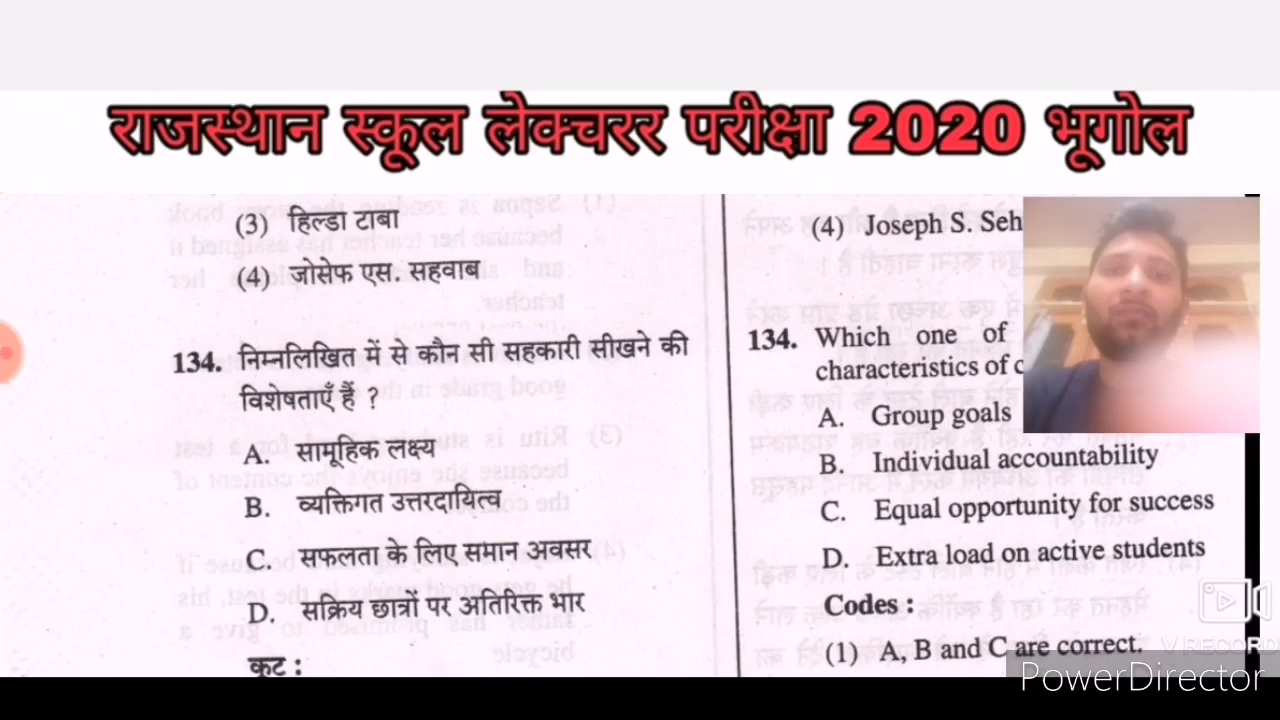 राजस्थान स्कूल लेक्चरर परीक्षा 2020 भूगोल
(3) हिल्डा टाबा
(4) जोसेफ एस. सहवाब
134. निम्नलिखित में से कौन सी सहकारी सीखने की
विशेषताएँ हैं ?
A. सामूहिक लक्ष्य
B. व्यक्तिगत उत्तरदायित्व
C. सफलता के लिए समान अवसर
D. सक्रिय छात्रों पर अतिरिक्त भार
कूट :
(4) Joseph S. Seh
134. Which one of
characteristics of c
A. Group goals
B. Individual accountability
C. Equal opportunity for success
D. Extra load on active students
Codes :
(1) A, B and C are correct.
V RECORD
PowerDirector